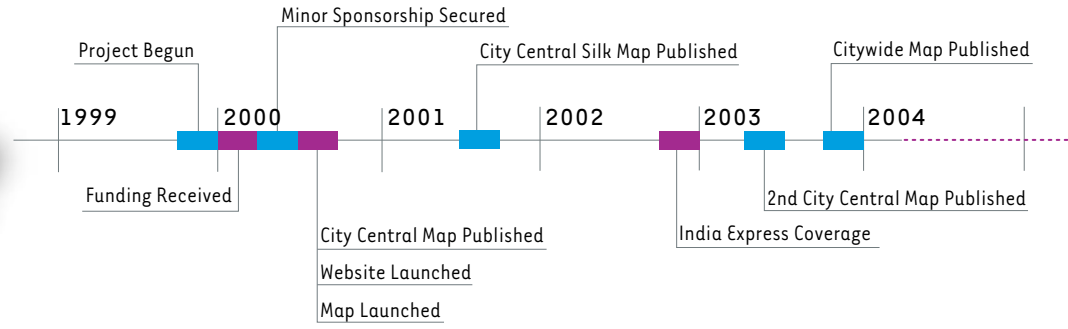 Minor Sponsorship Secured
Project Begun
City Central Silk Map Published
Citywide Map Published
1999
2000
2001
2002
2003
2004
Funding Received
2nd City Central Map Published
City Central Map Published
India Express Coverage
Website Launched
Map Launched